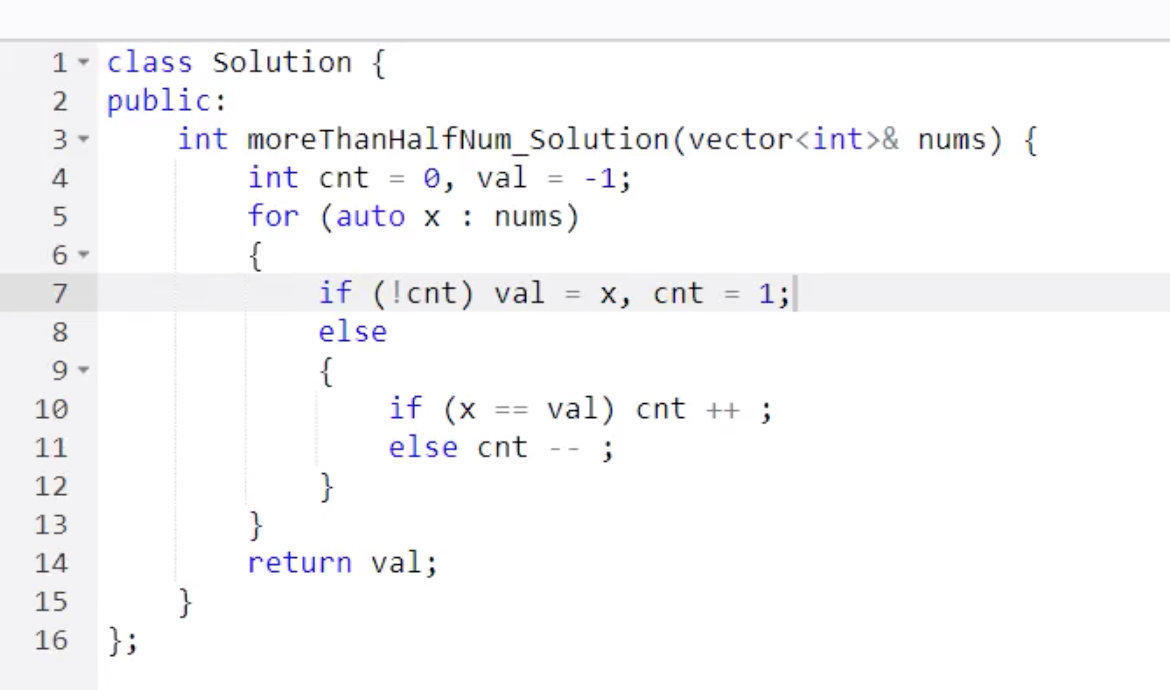 1 class Solution {
2 public:
3     int moreThanHalfNum_Solution(vector<int>& nums) {
4         int cnt = 0, val = -1;
5         for (auto x : nums)
6         {
7             if (!cnt) val = x, cnt = 1;
8             else
9             {
10                 if (x == val) cnt ++ ;
11                 else cnt -- ;
12             }
13         }
14         return val;
15     }
16 };